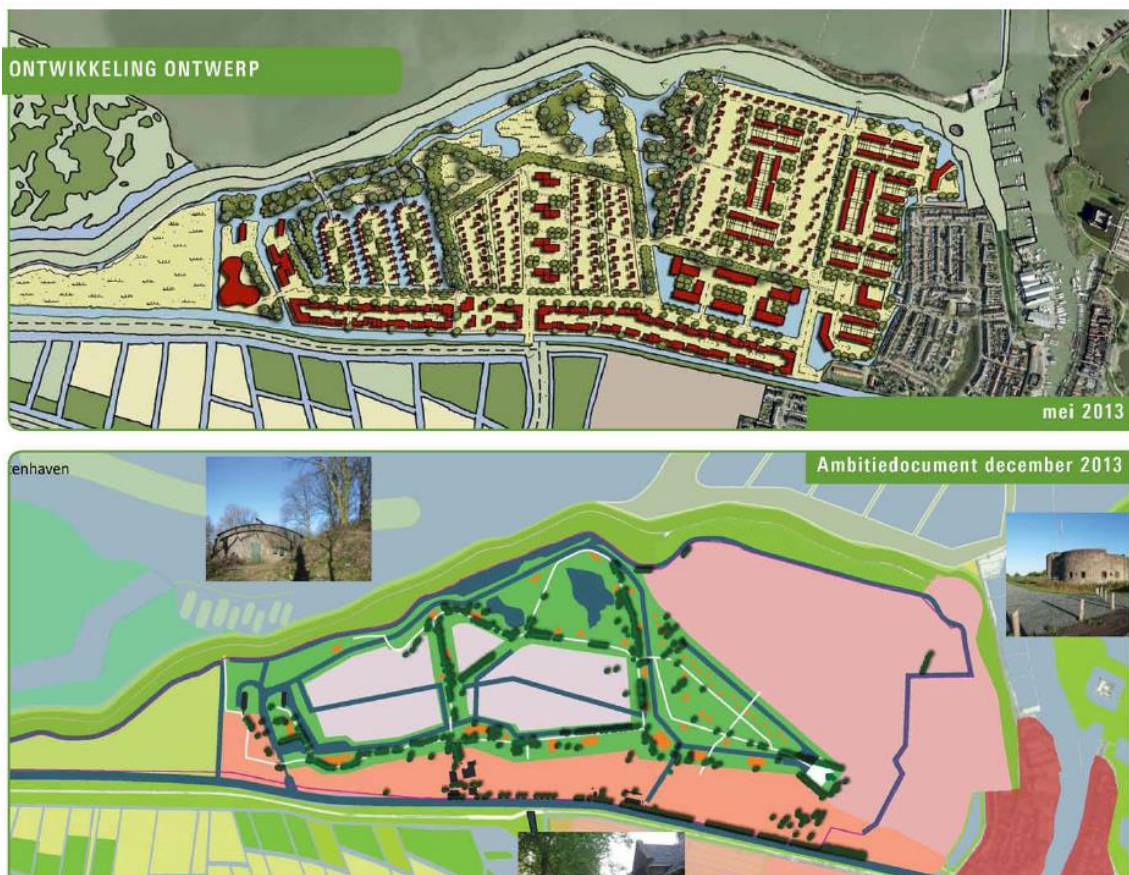 ONTWIKKELING ONTWERP
mei 2013
Ambitiedocument december 2013
enhaven